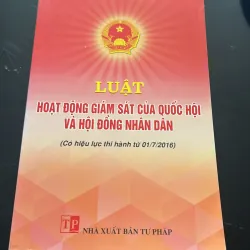 LUẬT
HOẠT ĐỘNG GIÁM SÁT CỦA QUỐC HỘI
VÀ HỘI ĐỒNG NHÂN DÂN
(Có hiệu lực thi hành từ 01/7/2016)
TP NHÀ XUẤT BẢN TƯ PHÁP